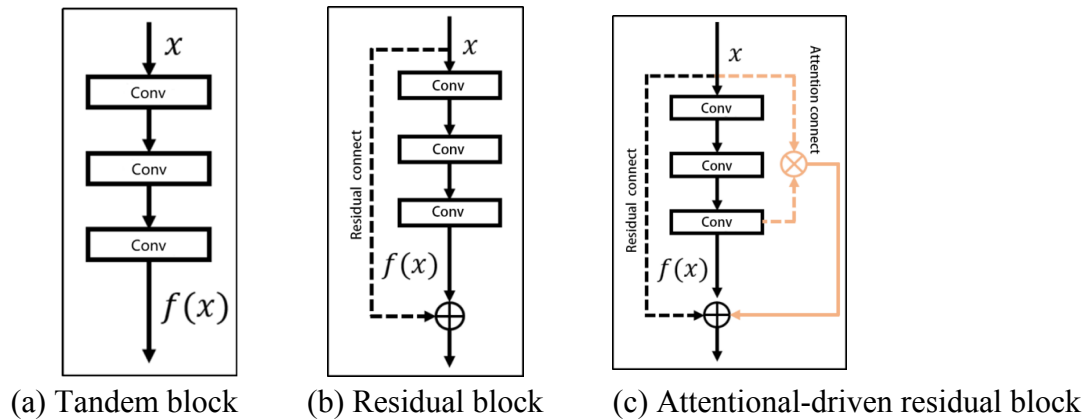 x
Conv
Conv
Conv
f(x)
(a) Tandem block
x
Conv
Conv
Conv
Residual connect
f(x)
(b) Residual block
x
Conv
Conv
Conv
Residual connect
Attention connect
f(x)
(c) Attentional-driven residual block